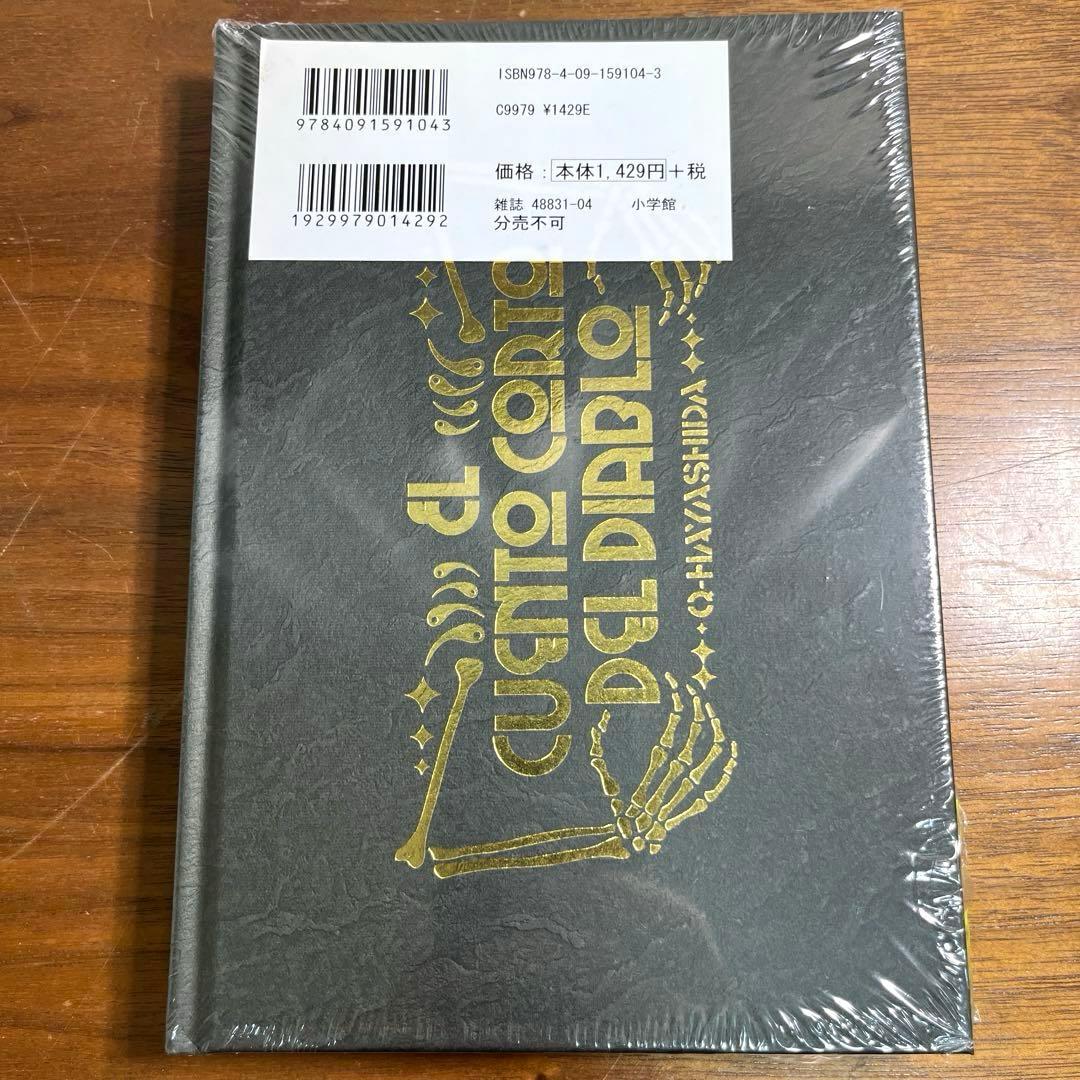 ISBN978-4-09-159104-3
9784091591043
C9979 ¥1429E
価格：本体1,429円＋税
雑誌 48831-04 小学館
1929979014292
分売不可
EL
CUENTO CORTO
DEL DIABLO
Q-HAYASHIDA